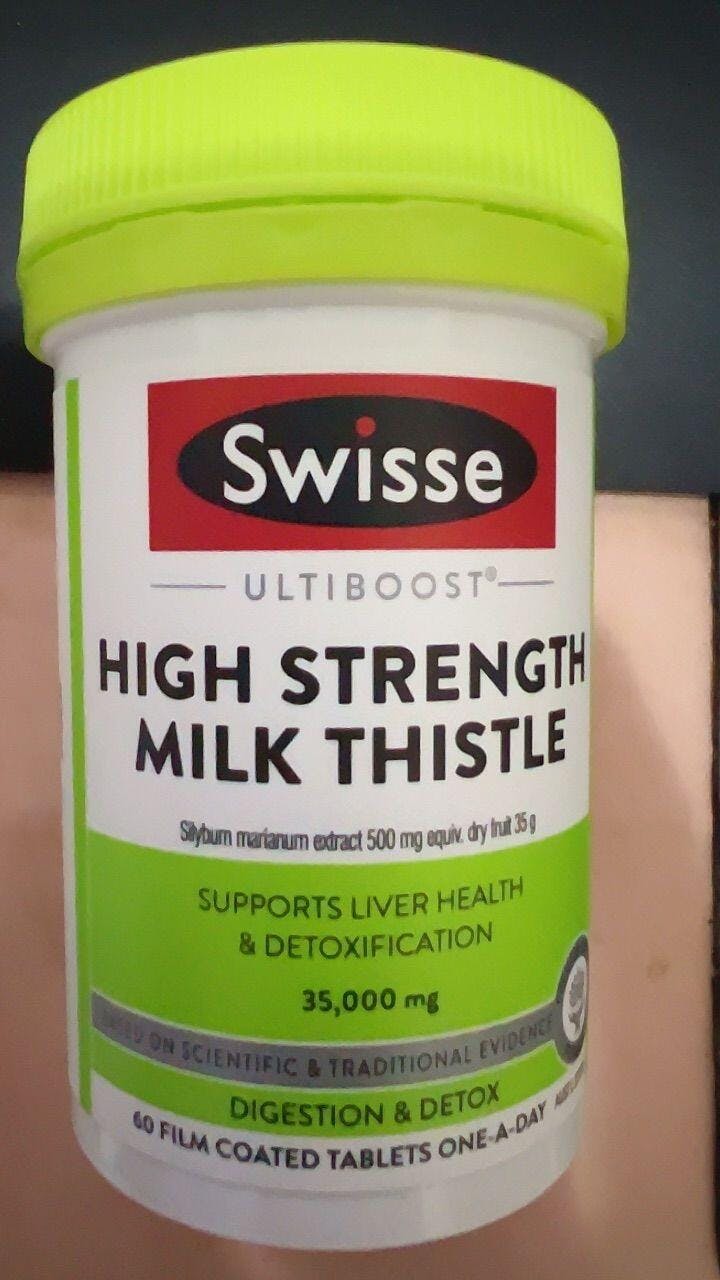 Swisse
ULTIBOOST®
HIGH STRENGTH
MILK THISTLE
Silybum marianum extract 500 mg equiv. dry fruit 35 g
SUPPORTS LIVER HEALTH
& DETOXIFICATION
35,000 mg
BASED ON SCIENTIFIC & TRADITIONAL EVIDENCE
DIGESTION & DETOX
60 FILM COATED TABLETS ONE-A-DAY